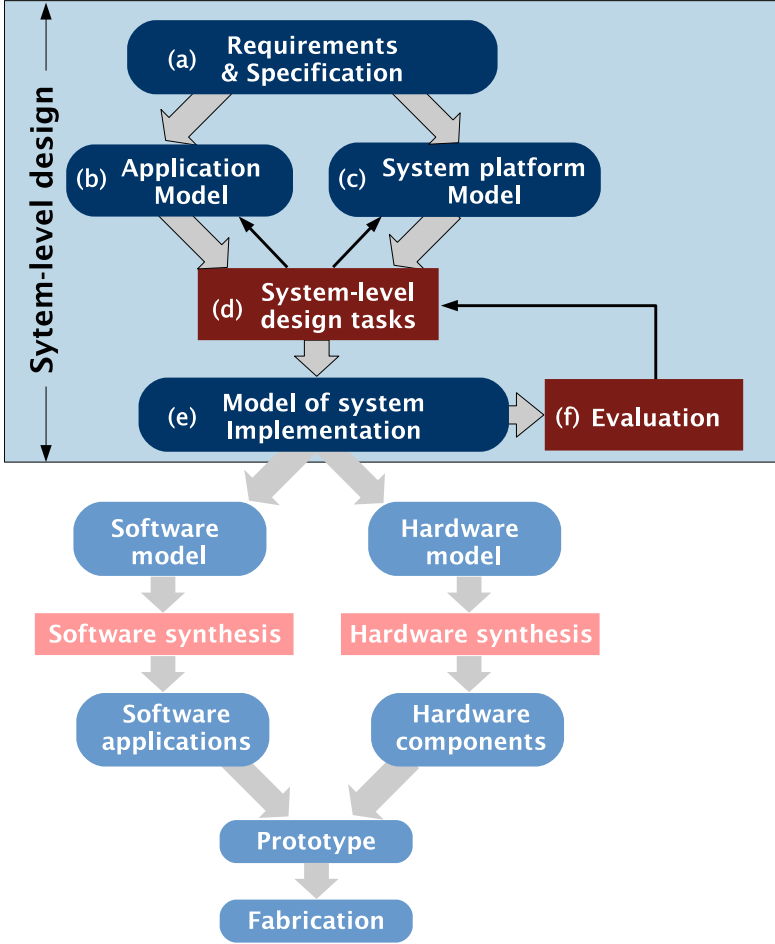 Sytem-level design
(a) Requirements
& Specification
(b) Application
Model
(c) System platform
Model
(d) System-level
design tasks
(e) Model of system
Implementation
(f) Evaluation
Software
model
Hardware
model
Software synthesis
Hardware synthesis
Software
applications
Hardware
components
Prototype
Fabrication